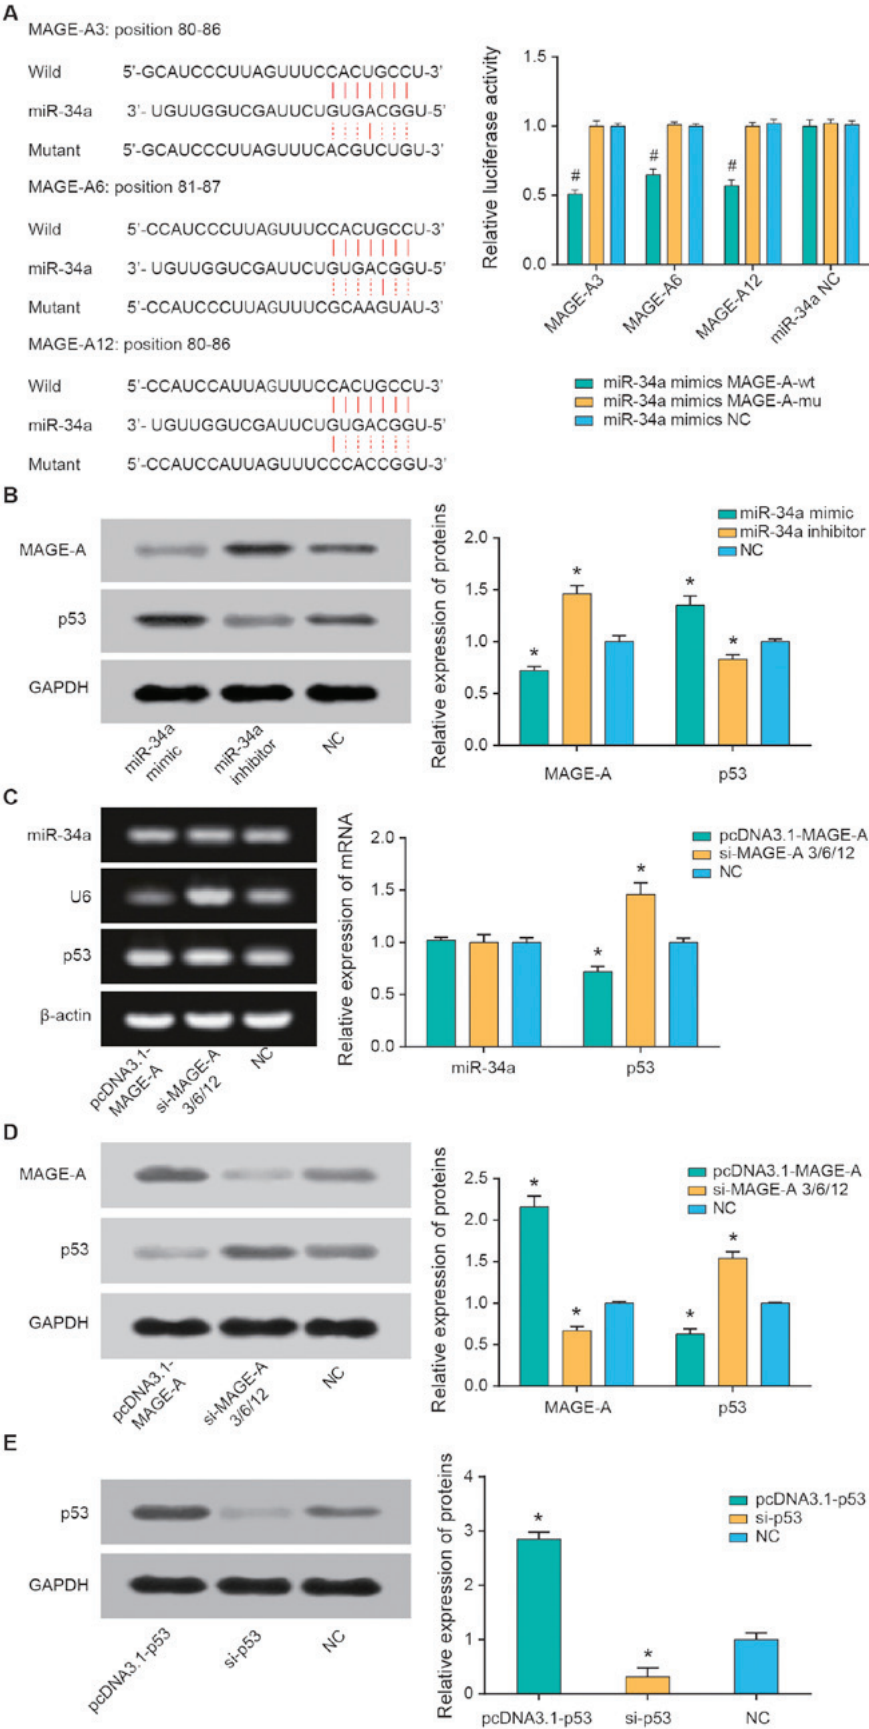 A
MAGE-A3: position 80-86
Wild 5'-GCAUCCCUUAGUUUCCACUGCCU-3'
miR-34a 3'- UGUUGGUCGAUUCUGUGACGGU-5'
Mutant 5'-GCAUCCCUUAGUUUCACGUCUGU-3'
MAGE-A6: position 81-87
Wild 5'-CCAUCCCUUAGUUUCCACUGCCU-3'
miR-34a 3'- UGUUGGUCGAUUCUGUGACGGU-5'
Mutant 5'-CCAUCCCUUAGUUUCGCAAGUAU-3'
MAGE-A12: position 80-86
Wild 5'-CCAUCCAUUAGUUUCCACUGCCU-3'
miR-34a 3'- UGUUGGUCGAUUCUGUGACGGU-5'
Mutant 5'-CCAUCCAUUAGUUUCCCACCGGU-3'
Relative luciferase activity
1.5
1.0
0.5
0.0
# # #
MAGE-A3 MAGE-A6 MAGE-A12 miR-34a NC
miR-34a mimics MAGE-A-wt
miR-34a mimics MAGE-A-mu
miR-34a mimics NC
B
MAGE-A
p53
GAPDH
miR-34a mimic
miR-34a inhibitor
NC
Relative expression of proteins
2.0
1.5
1.0
0.5
0.0
* * * *
MAGE-A p53
miR-34a mimic
miR-34a inhibitor
NC
C
miR-34a
U6
p53
β-actin
pcDNA3.1-
MAGE-A
si-MAGE-A
3/6/12
NC
Relative expression of mRNA
2.0
1.5
1.0
0.5
0.0
* *
miR-34a p53
pcDNA3.1-MAGE-A
si-MAGE-A 3/6/12
NC
D
MAGE-A
p53
GAPDH
pcDNA3.1-
MAGE-A
si-MAGE-A
3/6/12
NC
Relative expression of proteins
2.5
2.0
1.5
1.0
0.5
0.0
* * * *
MAGE-A p53
pcDNA3.1-MAGE-A
si-MAGE-A 3/6/12
NC
E
p53
GAPDH
pcDNA3.1-p53
si-p53
NC
Relative expression of proteins
4
3
2
1
0
* *
pcDNA3.1-p53 si-p53 NC
pcDNA3.1-p53
si-p53
NC